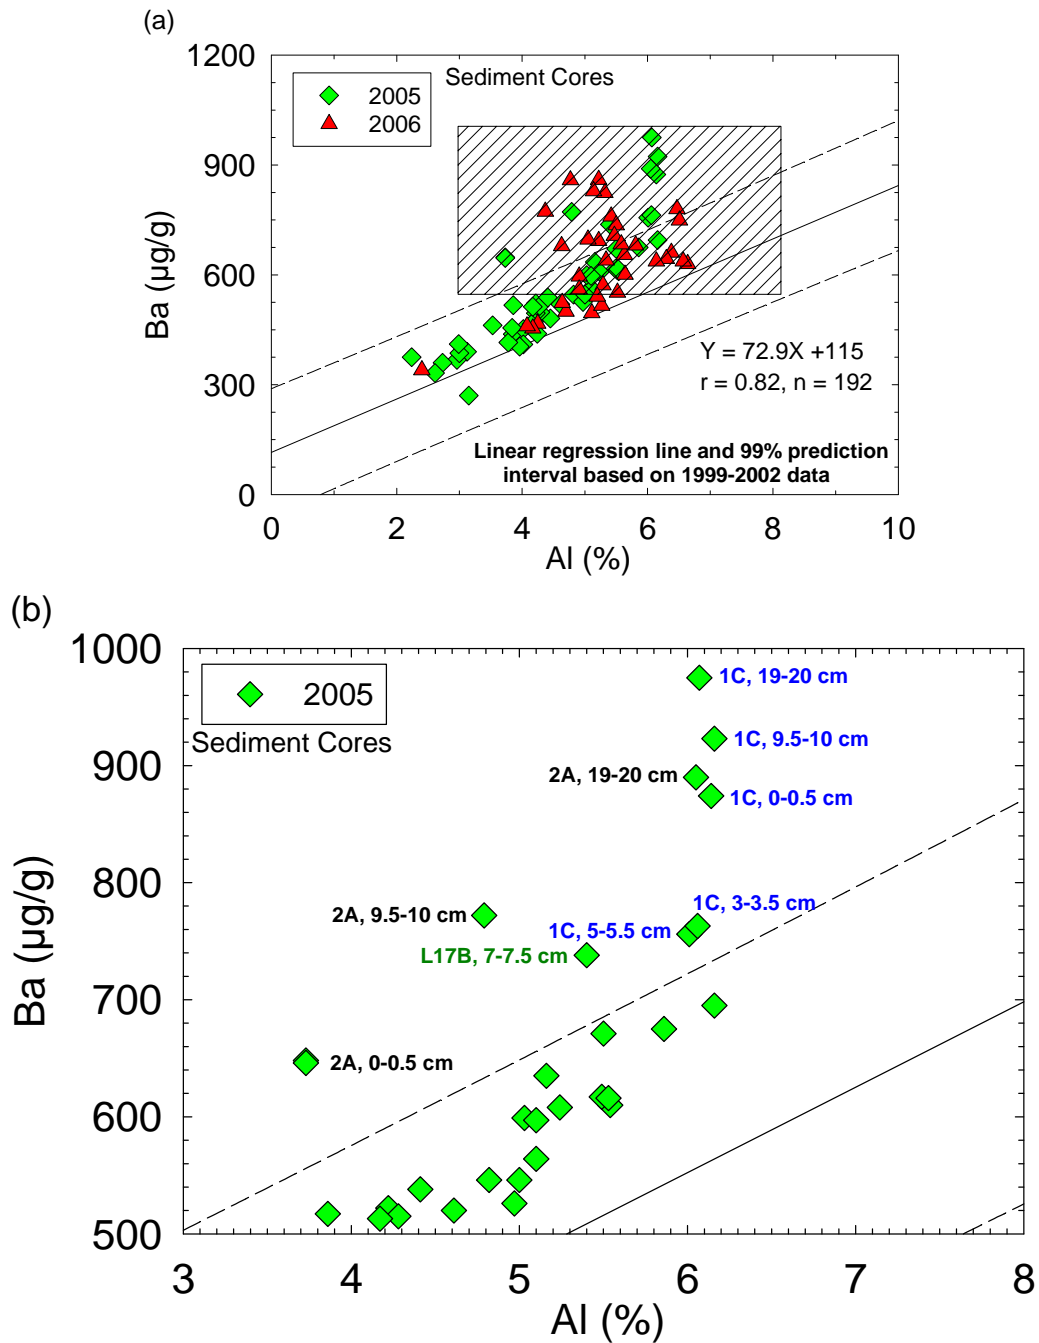 (a)
1200
900
600
300
0
Ba (µg/g)
2005
2006
Sediment Cores
Y = 72.9X +115
r = 0.82, n = 192
Linear regression line and 99% prediction
interval based on 1999-2002 data
0 2 4 6 8 10
Al (%)
(b)
1000
900
800
700
600
500
Ba (µg/g)
2005
Sediment Cores
1C, 19-20 cm
1C, 9.5-10 cm
2A, 19-20 cm
1C, 0-0.5 cm
2A, 9.5-10 cm
1C, 3-3.5 cm
1C, 5-5.5 cm
L17B, 7-7.5 cm
2A, 0-0.5 cm
3 4 5 6 7 8
Al (%)